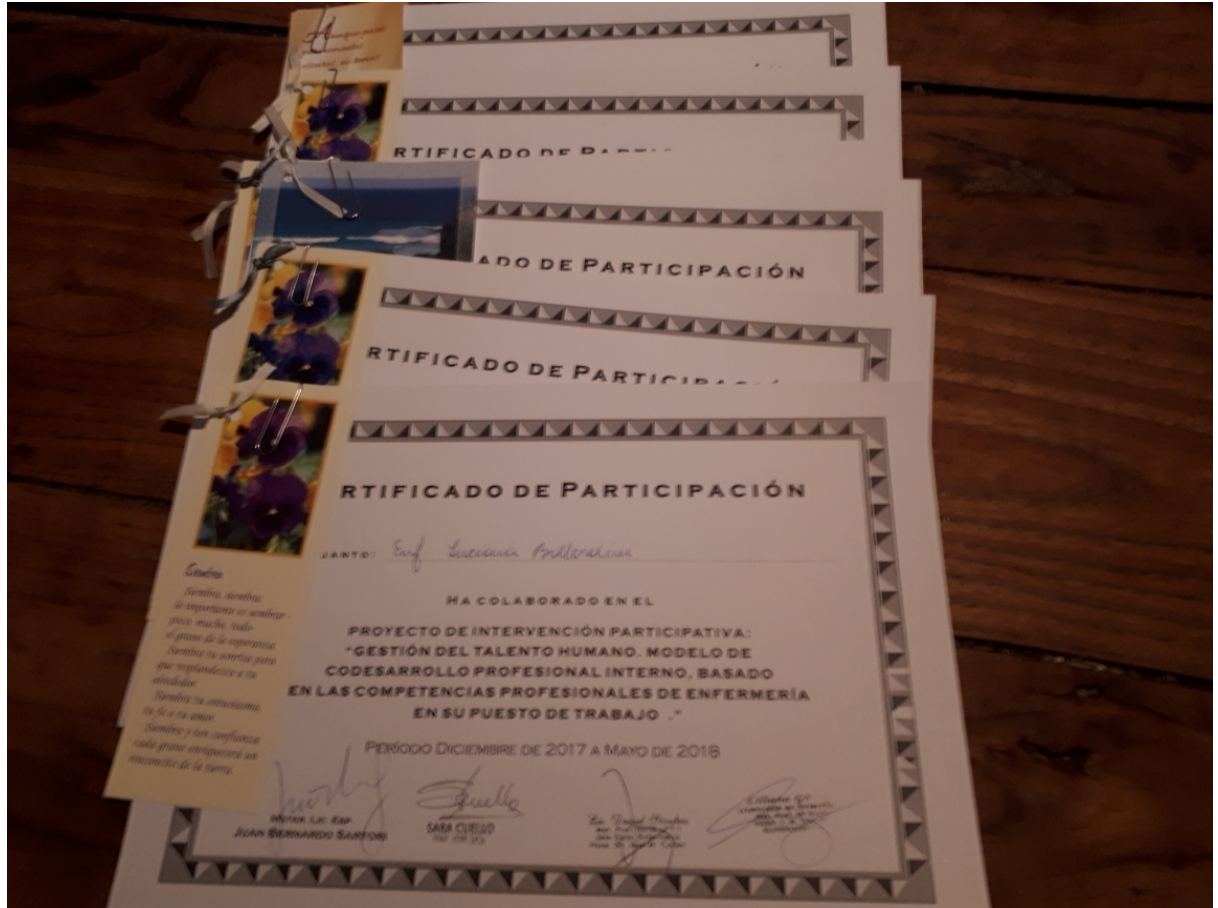 RTIFICADO DE
ADO DE PARTICIPACIÓN
RTIFICADO DE PARTICIPACIÓN
RTIFICADO DE PARTICIPACIÓN
Enf
HA COLABORADO EN EL
PROYECTO DE INTERVENCIÓN PARTICIPATIVA:
"GESTIÓN DEL TALENTO HUMANO. MODELO DE
CODESARROLLO PROFESIONAL INTERNO, BASADO
EN LAS COMPETENCIAS PROFESIONALES DE ENFERMERÍA
EN SU PUESTO DE TRABAJO ."
PERÍODO DICIEMBRE DE 2017 A MAYO DE 2018
LIC. ENF.
JUAN BERNARDO SARTORI
SARA CUELLO
Siembra, siembra:
lo importante es sembrar -
poco, mucho, todo-
el grano de la esperanza.
Siembra tu sonrisa para
que resplandezca a tu
alrededor.
Siembra tu entusiasmo,
tu fe y tu amor.
Siembra y ten confianza:
cada grano enriquecerá un
rinconcito de la tierra.